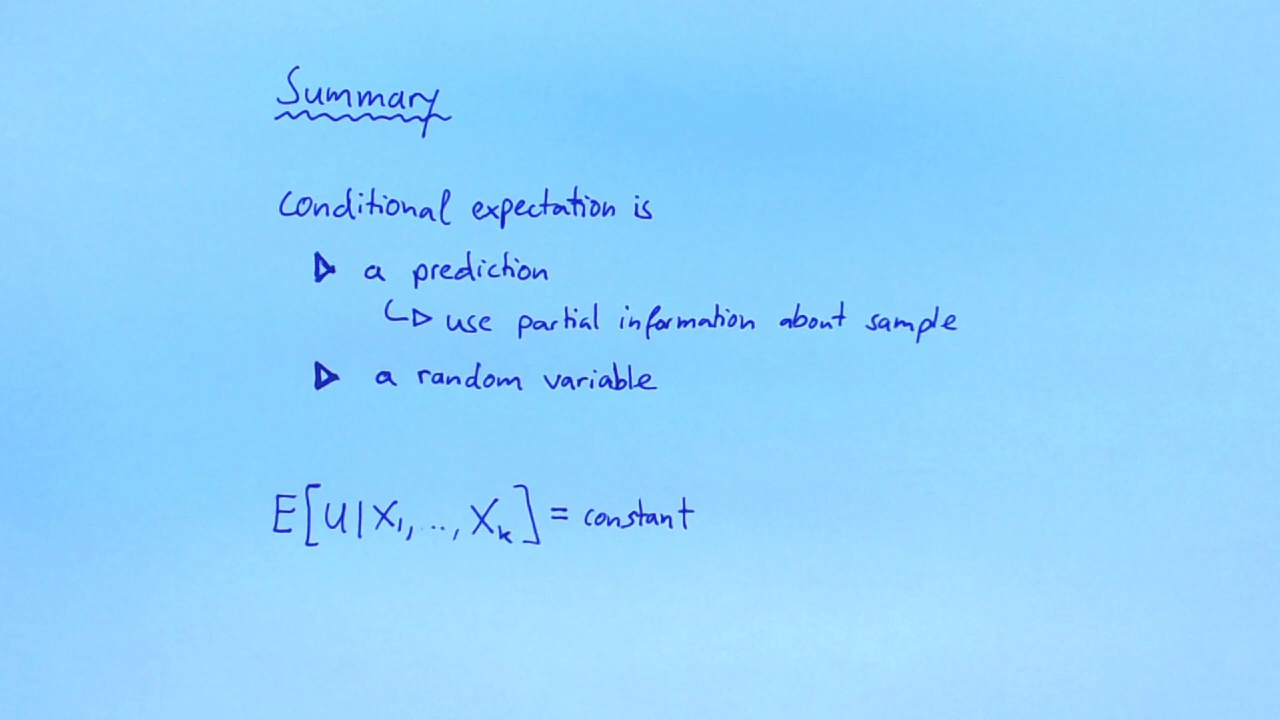 Summary
Conditional expectation is
▷ a prediction
↳ use partial information about sample
▷ a random variable
E[U|X₁,..,Xₖ] = constant